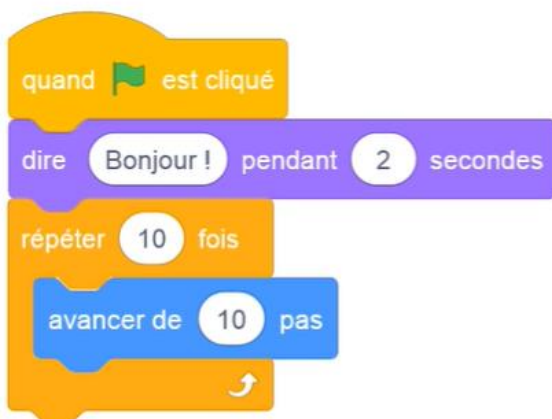 quand est cliqué
dire Bonjour ! pendant 2 secondes
répéter 10 fois
avancer de 10 pas